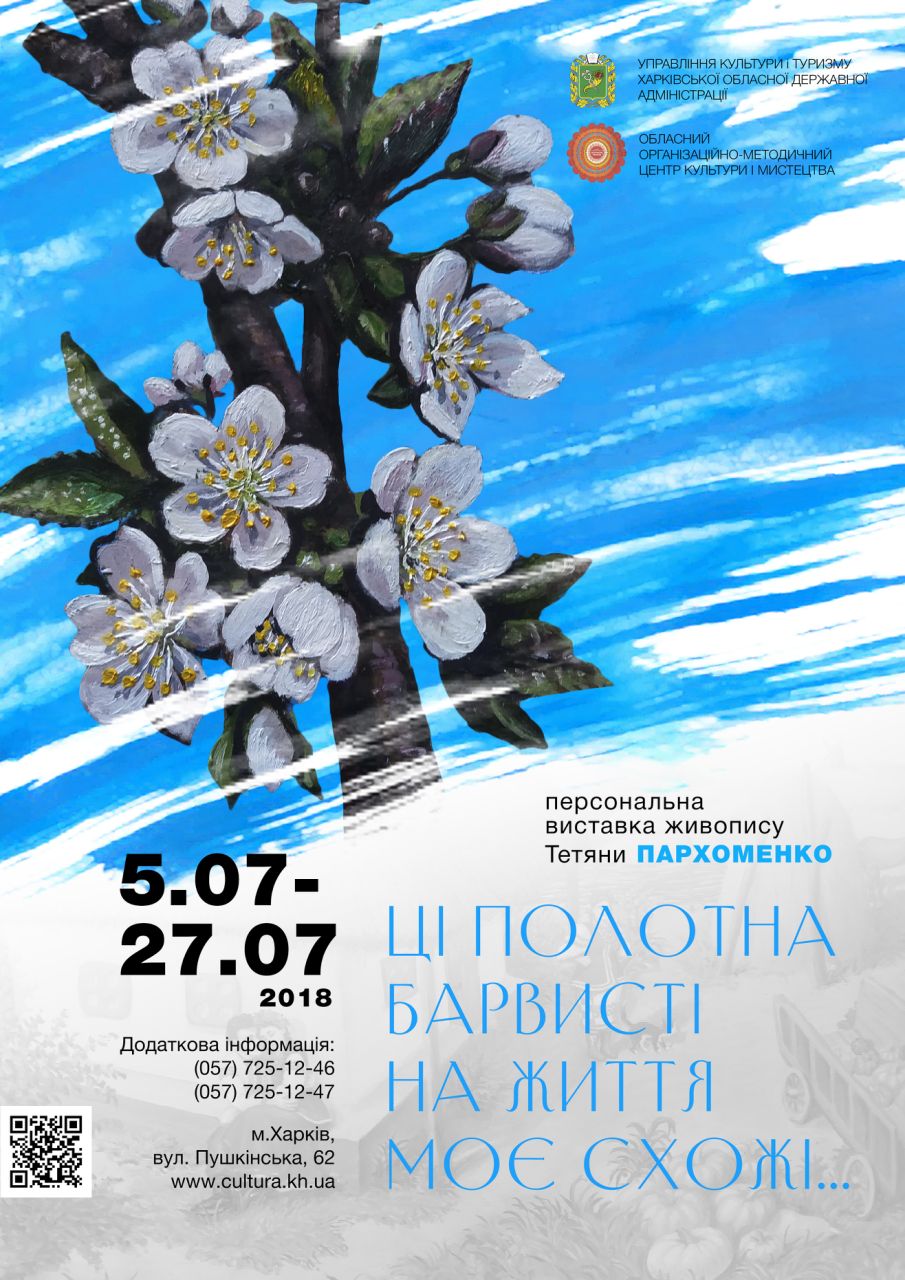 УПРАВЛІННЯ КУЛЬТУРИ І ТУРИЗМУ
ХАРКІВСЬКОЇ ОБЛАСНОЇ ДЕРЖАВНОЇ
АДМІНІСТРАЦІЇ
ОБЛАСНИЙ
ОРГАНІЗАЦІЙНО-МЕТОДИЧНИЙ
ЦЕНТР КУЛЬТУРИ І МИСТЕЦТВА
персональна
виставка живопису
Тетяни ПАРХОМЕНКО
5.07-
27.07
2018
ЦІ ПОЛОТНА
БАРВИСТІ
НА ЖИТТЯ
МОЄ СХОЖІ...
Додаткова інформація:
(057) 725-12-46
(057) 725-12-47
м.Харків,
вул. Пушкінська, 62
www.cultura.kh.ua